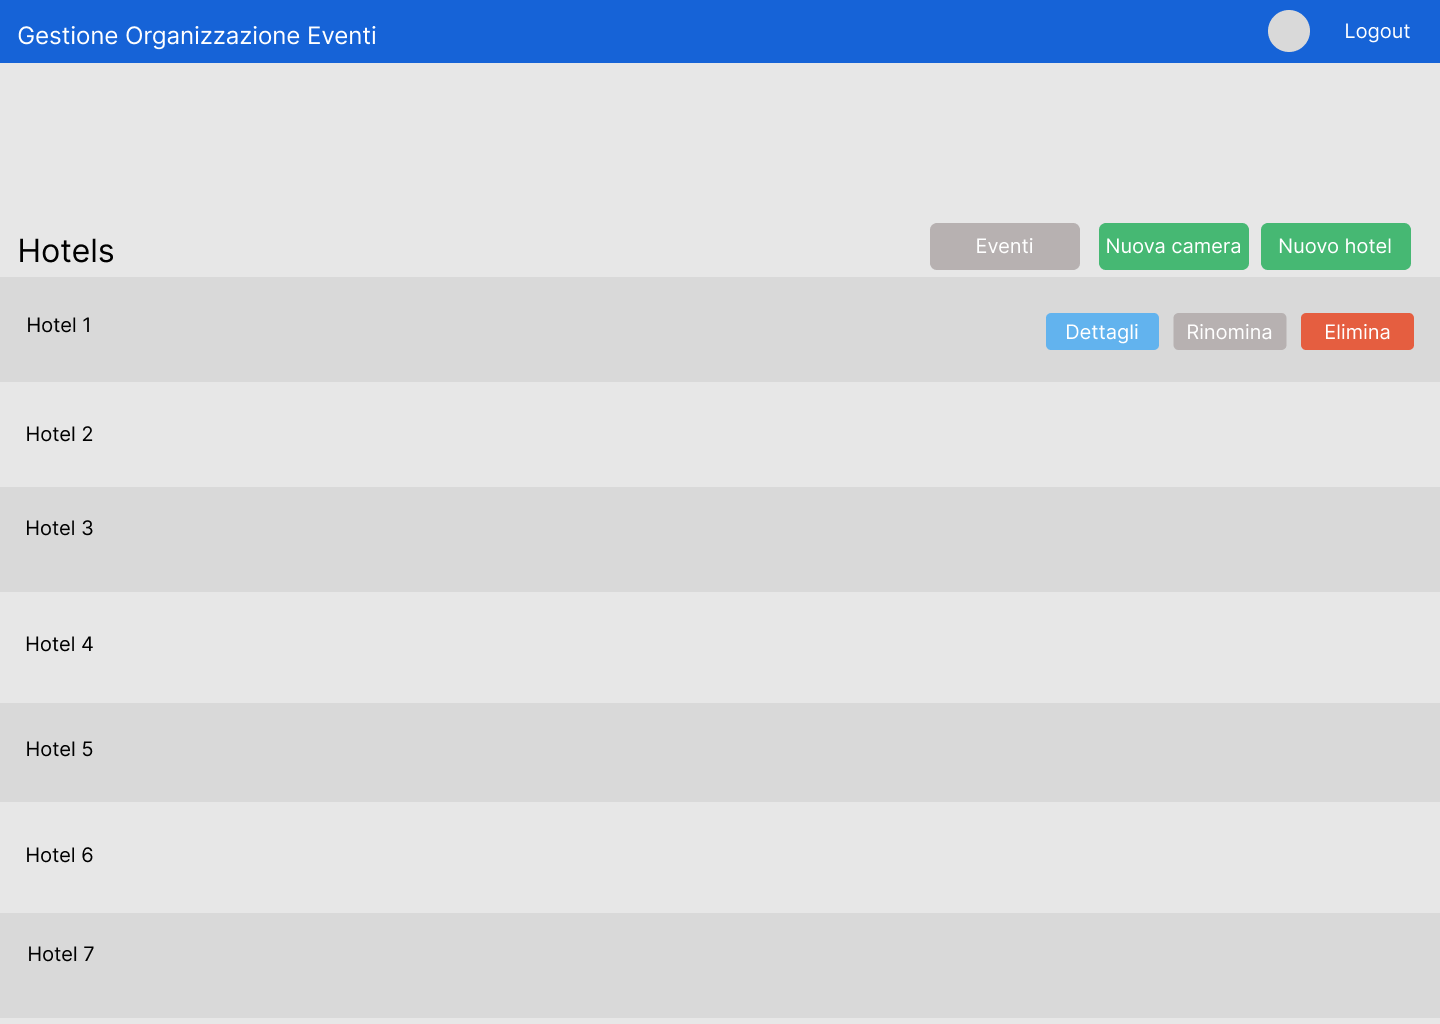 Gestione Organizzazione Eventi
Logout
Hotels
Eventi
Nuova camera
Nuovo hotel
Hotel 1
Dettagli
Rinomina
Elimina
Hotel 2
Hotel 3
Hotel 4
Hotel 5
Hotel 6
Hotel 7